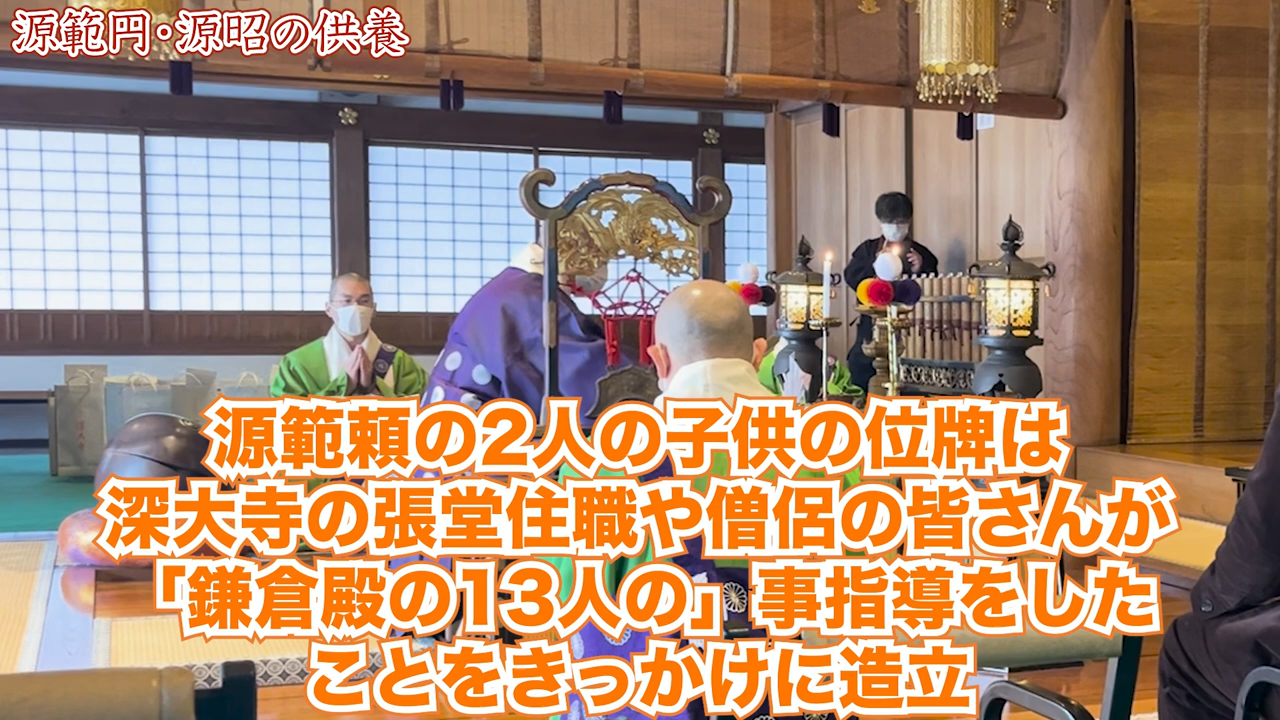 源範円・源昭の供養
源範頼の2人の子供の位牌は
深大寺の張堂住職や僧侶の皆さんが
「鎌倉殿の13人の」事指導をした
ことをきっかけに造立